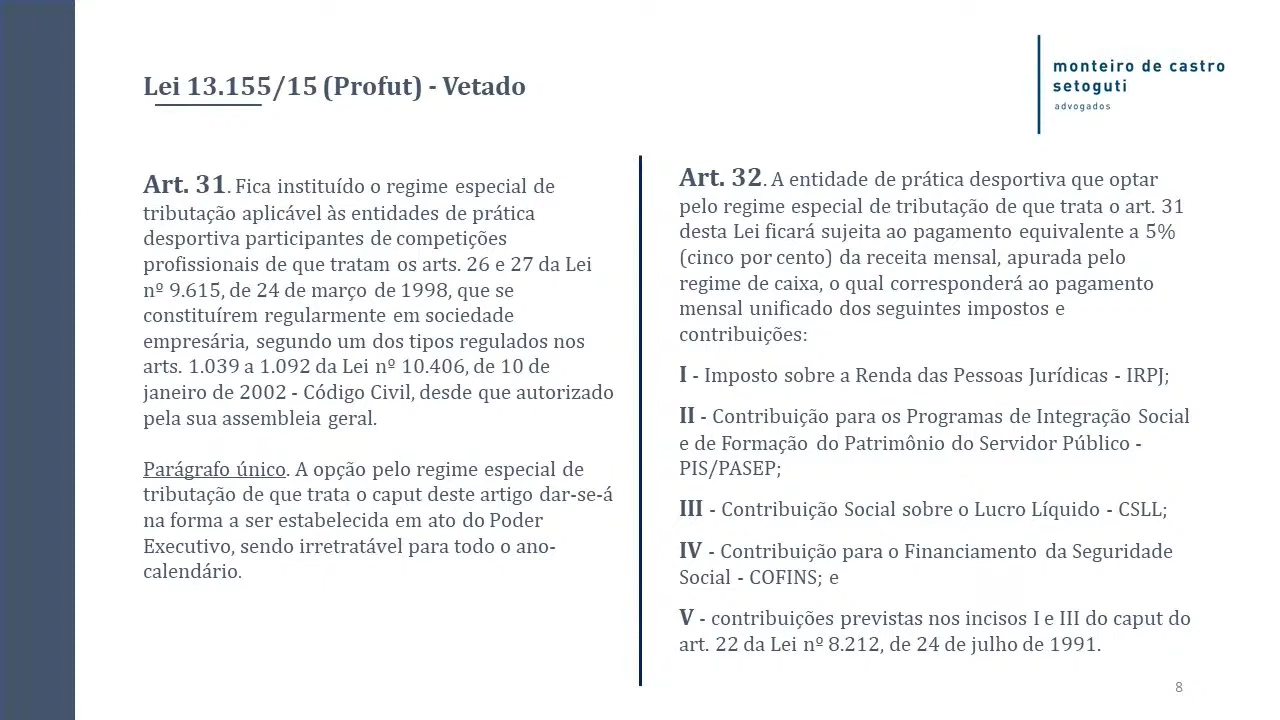 Lei 13.155/15 (Profut) - Vetado
monteiro de castro
setoguti
advogados
Art. 31. Fica instituído o regime especial de
tributação aplicável às entidades de prática
desportiva participantes de competições
profissionais de que tratam os arts. 26 e 27 da Lei
nº 9.615, de 24 de março de 1998, que se
constituírem regularmente em sociedade
empresária, segundo um dos tipos regulados nos
arts. 1.039 a 1.092 da Lei nº 10.406, de 10 de
janeiro de 2002 - Código Civil, desde que autorizado
pela sua assembleia geral.
Parágrafo único. A opção pelo regime especial de
tributação de que trata o caput deste artigo dar-se-á
na forma a ser estabelecida em ato do Poder
Executivo, sendo irretratável para todo o ano-
calendário.
Art. 32. A entidade de prática desportiva que optar
pelo regime especial de tributação de que trata o art. 31
desta Lei ficará sujeita ao pagamento equivalente a 5%
(cinco por cento) da receita mensal, apurada pelo
regime de caixa, o qual corresponderá ao pagamento
mensal unificado dos seguintes impostos e
contribuições:
I - Imposto sobre a Renda das Pessoas Jurídicas - IRPJ;
II - Contribuição para os Programas de Integração Social
e de Formação do Patrimônio do Servidor Público -
PIS/PASEP;
III - Contribuição Social sobre o Lucro Líquido - CSLL;
IV - Contribuição para o Financiamento da Seguridade
Social - COFINS; e
V - contribuições previstas nos incisos I e III do caput do
art. 22 da Lei nº 8.212, de 24 de julho de 1991.
8